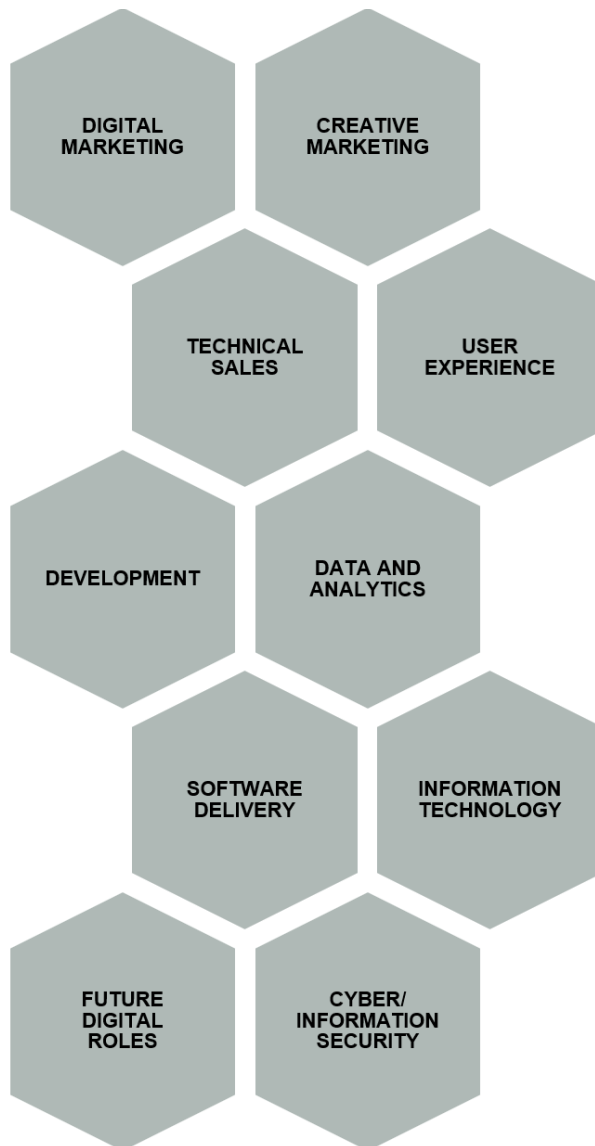 DIGITAL
MARKETING
CREATIVE
MARKETING
TECHNICAL
SALES
USER
EXPERIENCE
DEVELOPMENT
DATA AND
ANALYTICS
SOFTWARE
DELIVERY
INFORMATION
TECHNOLOGY
FUTURE
DIGITAL
ROLES
CYBER/
INFORMATION
SECURITY